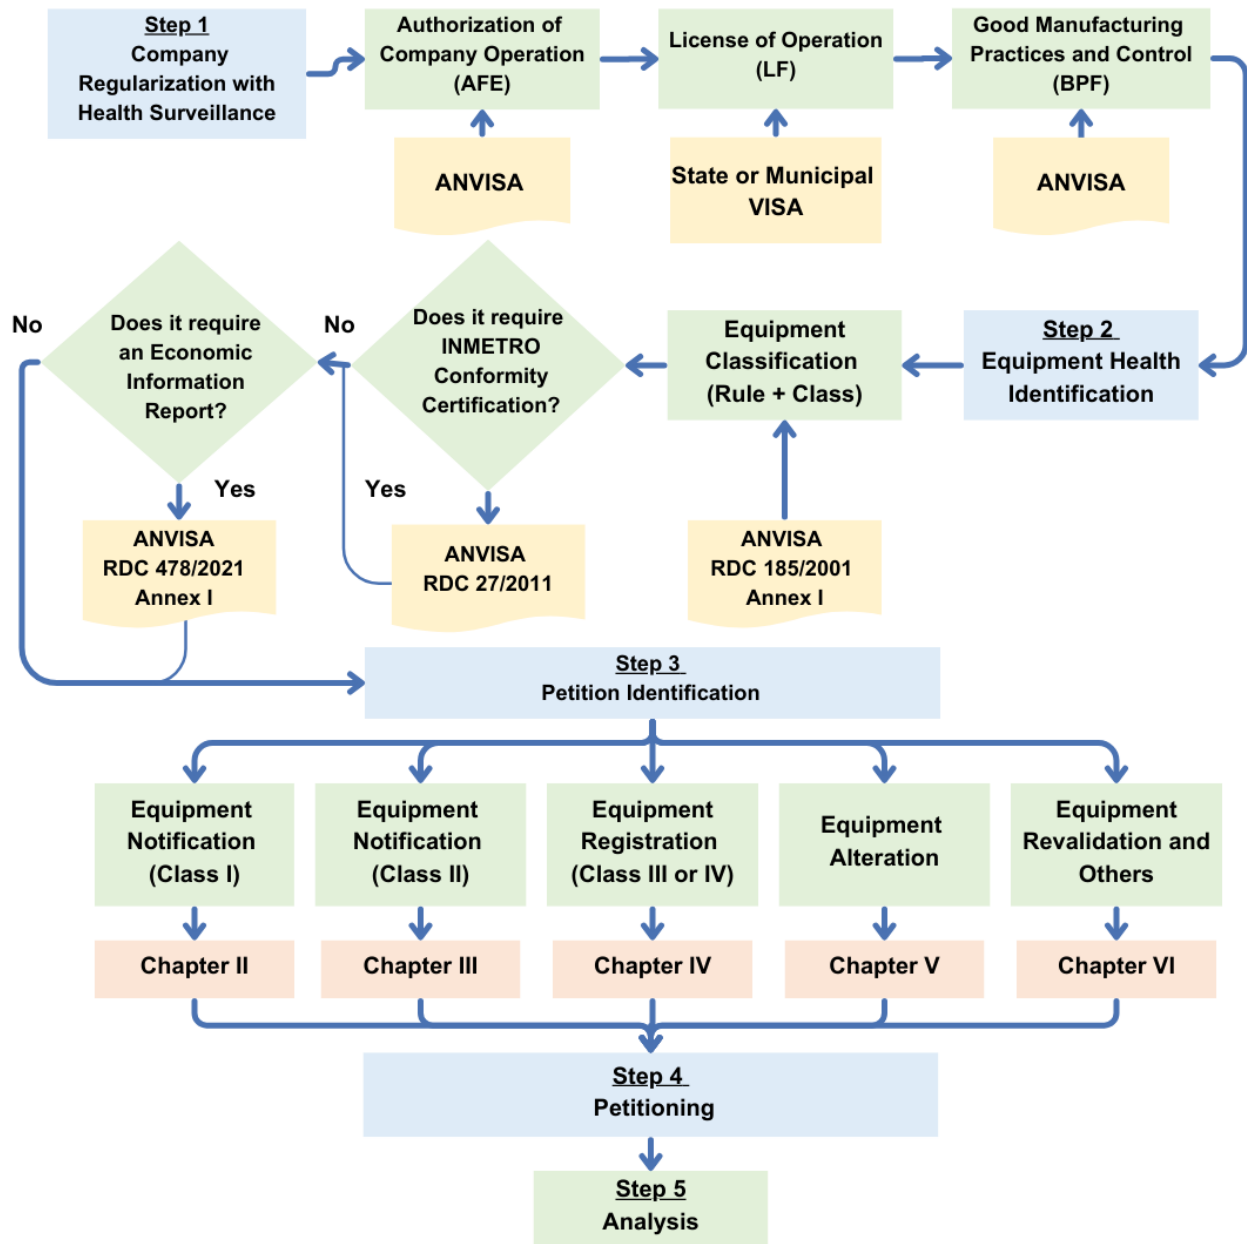 Step 1
Company
Regularization with
Health Surveillance
Authorization of
Company Operation
(AFE)
License of Operation
(LF)
Good Manufacturing
Practices and Control
(BPF)
ANVISA
State or Municipal
VISA
ANVISA
Step 2
Equipment Health
Identification
Equipment
Classification
(Rule + Class)
ANVISA
RDC 185/2001
Annex I
Does it require
INMETRO
Conformity
Certification?
No
Yes
ANVISA
RDC 27/2011
Does it require
an Economic
Information
Report?
No
Yes
ANVISA
RDC 478/2021
Annex I
Step 3
Petition Identification
Equipment
Notification
(Class I)
Equipment
Notification
(Class II)
Equipment
Registration
(Class III or IV)
Equipment
Alteration
Equipment
Revalidation and
Others
Chapter II
Chapter III
Chapter IV
Chapter V
Chapter VI
Step 4
Petitioning
Step 5
Analysis